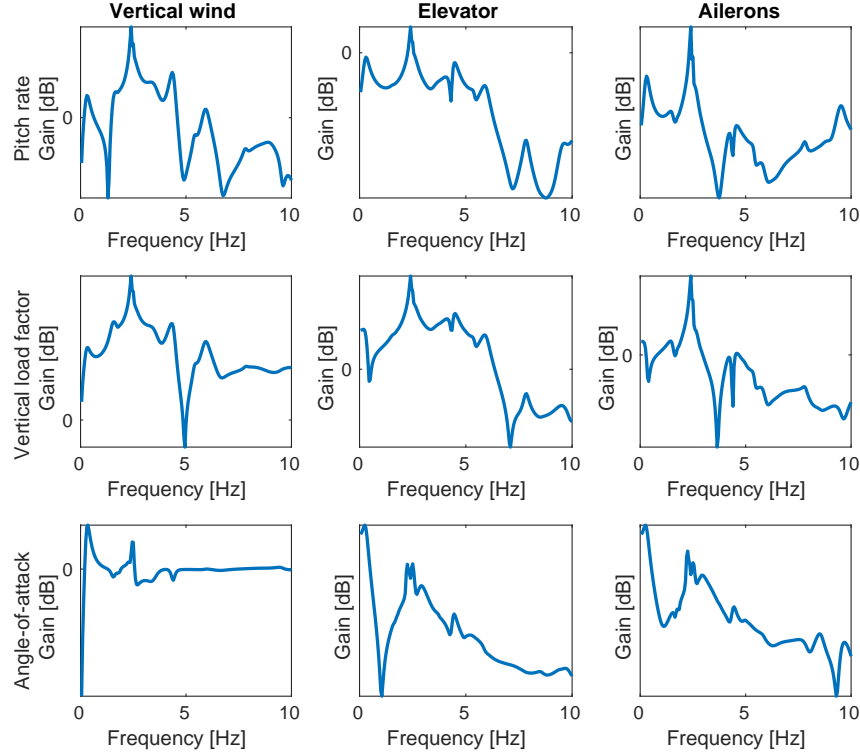 Vertical wind Elevator Ailerons
Pitch rate
Gain [dB] Gain [dB] Gain [dB]
0 0 0
0 5 10 0 5 10 0 5 10
Frequency [Hz] Frequency [Hz] Frequency [Hz]
Vertical load factor
Gain [dB] Gain [dB] Gain [dB]
0 0 0
0 5 10 0 5 10 0 5 10
Frequency [Hz] Frequency [Hz] Frequency [Hz]
Angle-of-attack
Gain [dB] Gain [dB] Gain [dB]
0
0 5 10 0 5 10 0 5 10
Frequency [Hz] Frequency [Hz] Frequency [Hz]